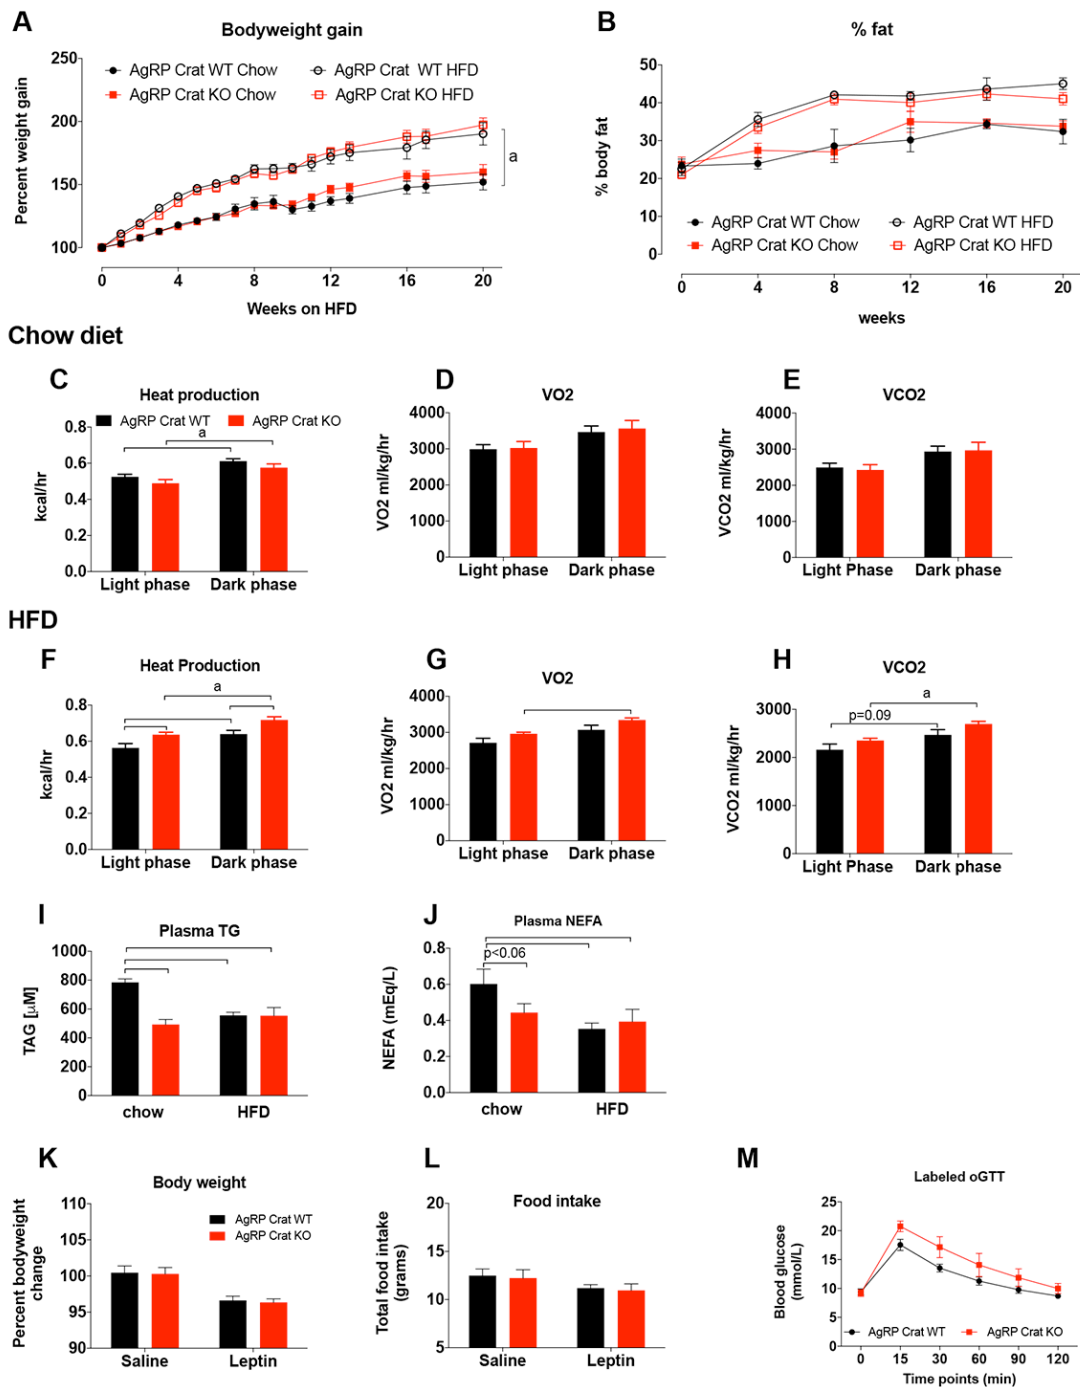 A
Bodyweight gain
Percent weight gain
250
200
150
100
AgRP Crat WT Chow
AgRP Crat WT HFD
AgRP Crat KO Chow
AgRP Crat KO HFD
a
0 4 8 12 16 20
Weeks on HFD
B
% fat
% body fat
50
40
30
20
10
0
AgRP Crat WT Chow
AgRP Crat WT HFD
AgRP Crat KO Chow
AgRP Crat KO HFD
0 4 8 12 16 20
weeks
Chow diet
C
Heat production
AgRP Crat WT
AgRP Crat KO
a
kcal/hr
0.8
0.6
0.4
0.2
0.0
Light phase Dark phase
D
VO2
VO2 ml/kg/hr
4000
3000
2000
1000
0
Light phase Dark phase
E
VCO2
VCO2 ml/kg/hr
4000
3000
2000
1000
0
Light Phase Dark phase
HFD
F
Heat Production
a
kcal/hr
0.8
0.6
0.4
0.2
0.0
Light phase Dark phase
G
VO2
VO2 ml/kg/hr
4000
3000
2000
1000
0
Light phase Dark phase
H
VCO2
a
p=0.09
VCO2 ml/kg/hr
3000
2000
1000
0
Light Phase Dark phase
I
Plasma TG
TAG [µM]
1000
800
600
400
200
0
chow HFD
J
Plasma NEFA
p<0.06
NEFA (mEq/L)
0.8
0.6
0.4
0.2
0.0
chow HFD
K
Body weight
AgRP Crat WT
AgRP Crat KO
Percent bodyweight
change
110
105
100
95
90
Saline Leptin
L
Food intake
Total food intake
(grams)
20
15
10
5
Saline Leptin
M
Labeled oGTT
Blood glucose
(mmol/L)
25
20
15
10
5
0
AgRP Crat WT
AgRP Crat KO
0 15 30 60 90 120
Time points (min)